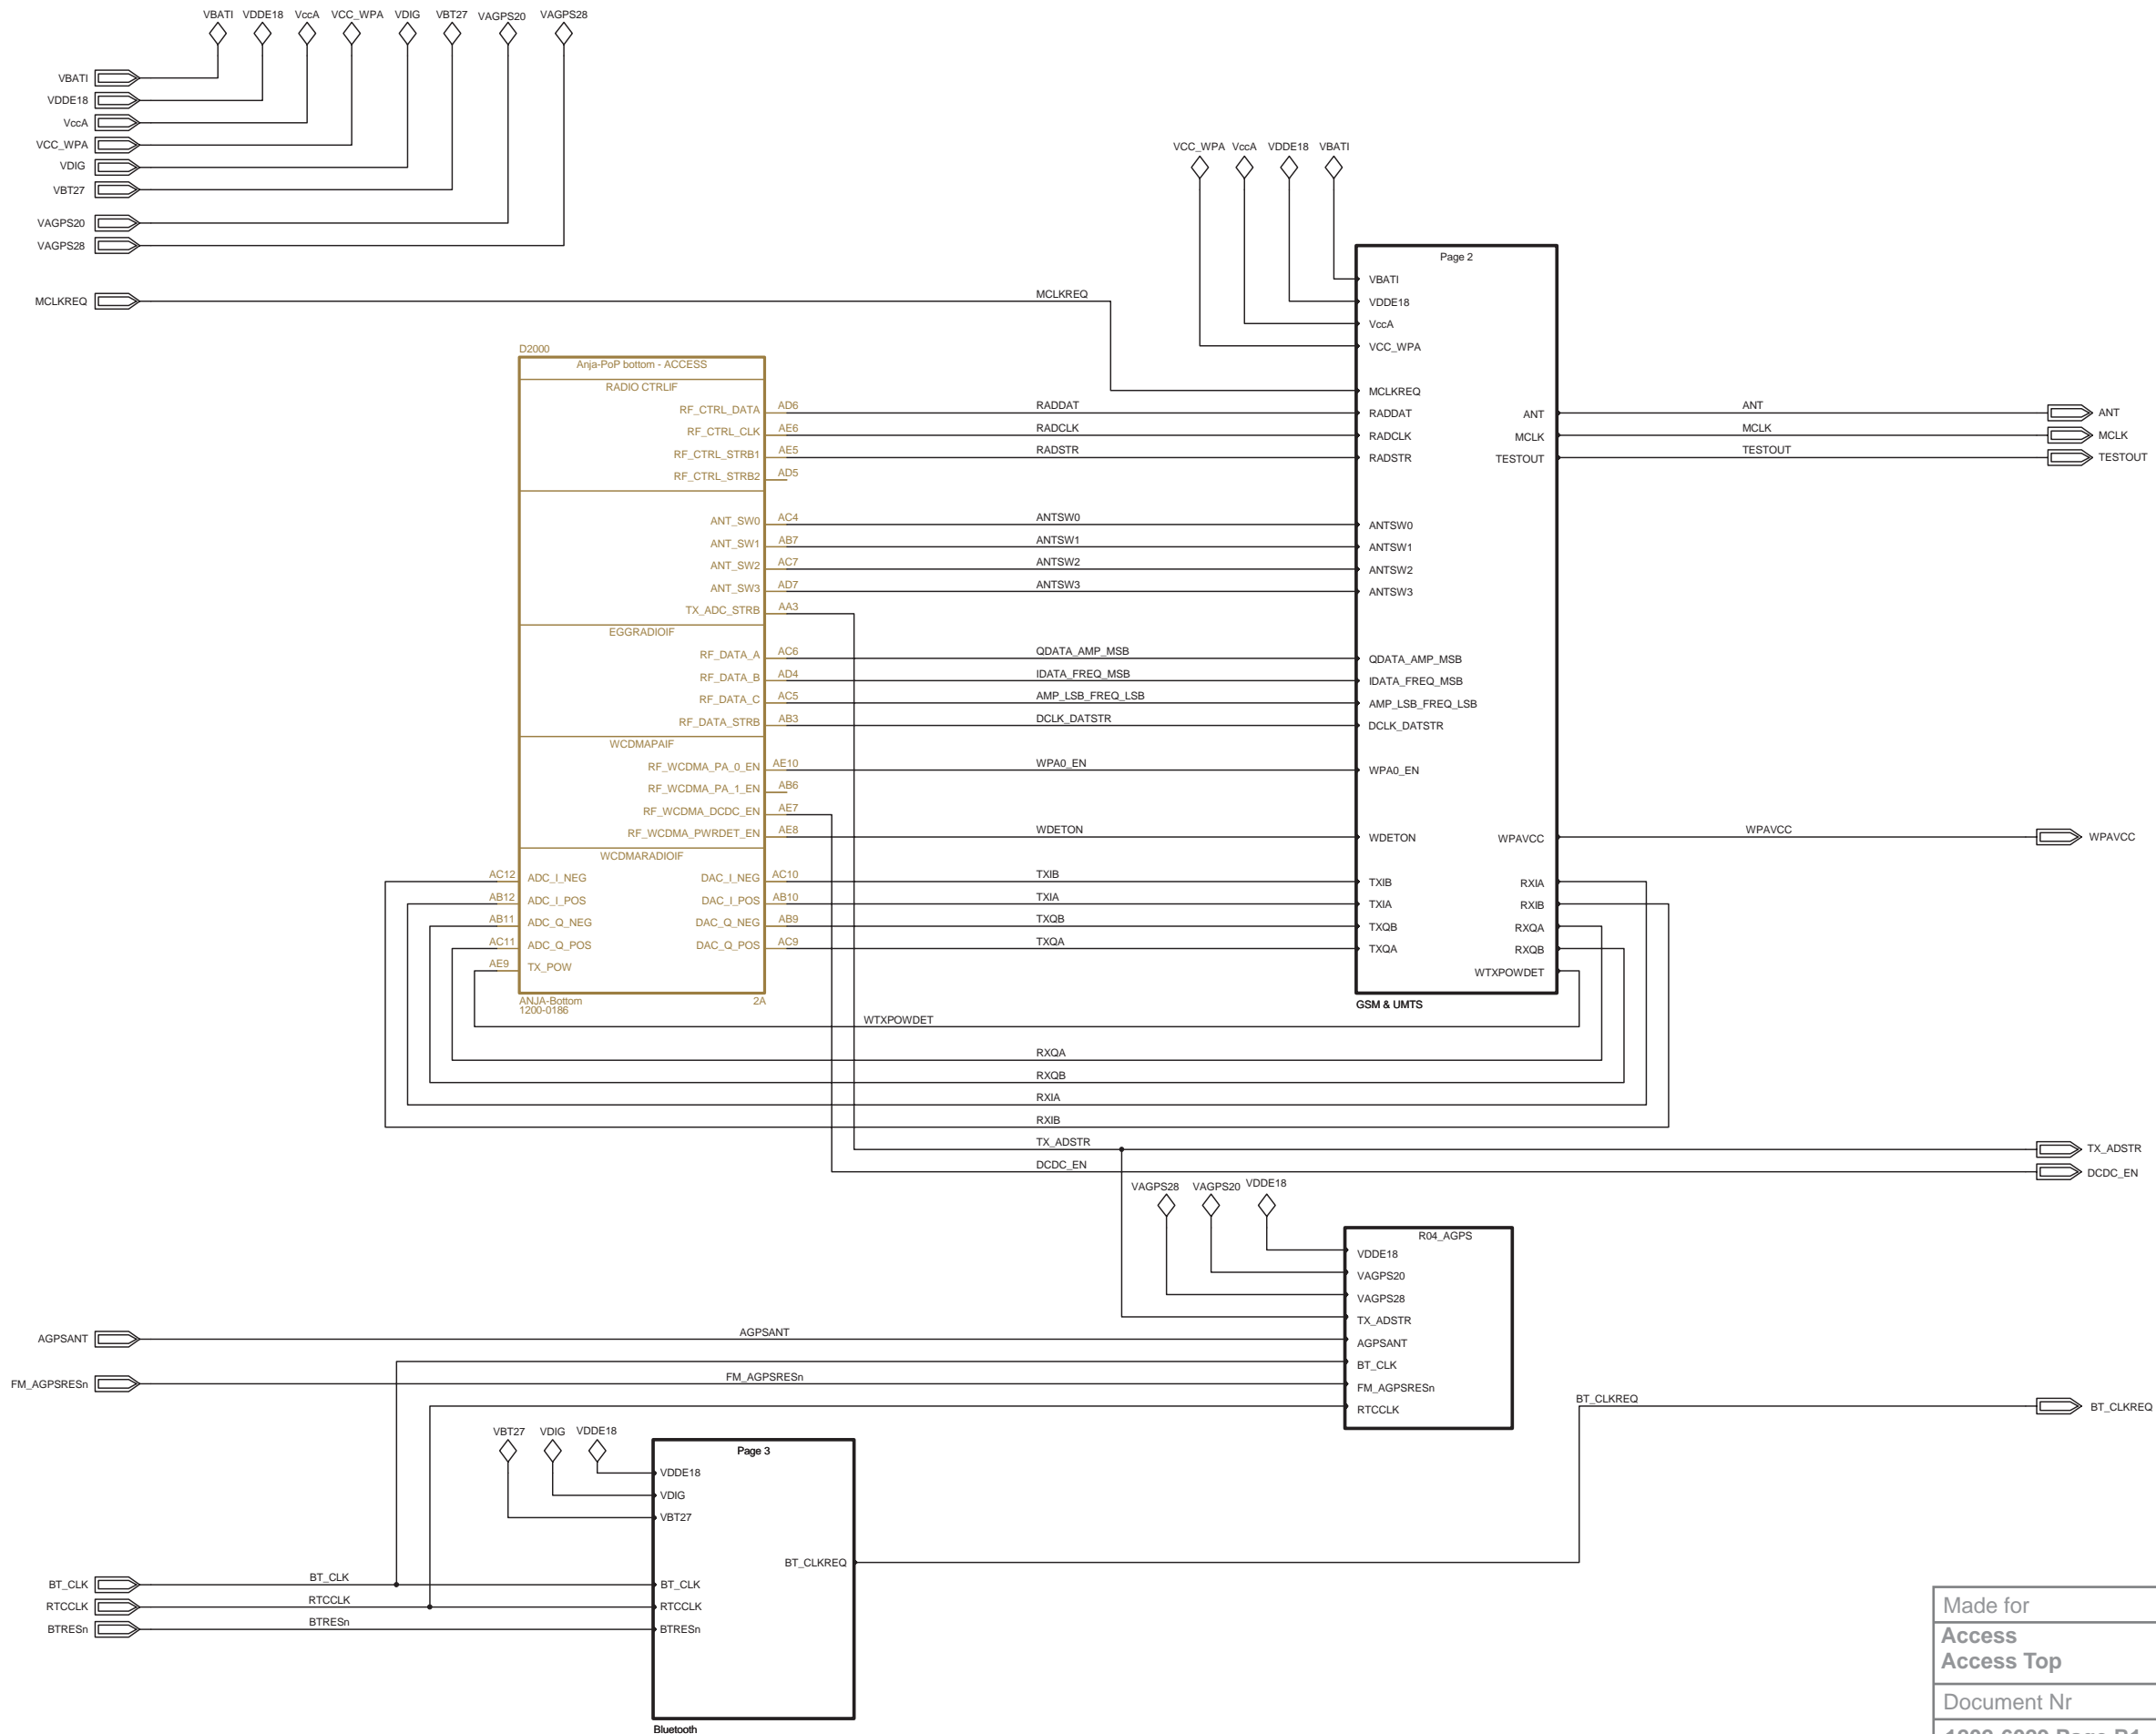 VBATI VDDE18 VccA VCC_WPA VDIG VBT27 VAGPS20 VAGPS28
VBATI
VDDE18
VccA
VCC_WPA
VDIG
VBT27
VAGPS20
VAGPS28
VCC_WPA VccA VDDE18 VBATI
Page 2
VBATI
MCLKREQ MCLKREQ
VDDE18
VccA
VCC_WPA
D2000
Anja-PoP bottom - ACCESS
RADIO CTRLIF
MCLKREQ
RF_CTRL_DATA AD6 RADDAT RADDAT ANT ANT ANT
RF_CTRL_CLK AE6 RADCLK RADCLK MCLK MCLK MCLK
RF_CTRL_STRB1 AE5 RADSTR RADSTR TESTOUT TESTOUT TESTOUT
RF_CTRL_STRB2 AD5
ANT_SW0 AC4 ANTSW0 ANTSW0
ANT_SW1 AB7 ANTSW1 ANTSW1
ANT_SW2 AC7 ANTSW2 ANTSW2
ANT_SW3 AD7 ANTSW3 ANTSW3
TX_ADC_STRB AA3
EGGRADIOIF
RF_DATA_A AC6 QDATA_AMP_MSB QDATA_AMP_MSB
RF_DATA_B AD4 IDATA_FREQ_MSB IDATA_FREQ_MSB
RF_DATA_C AC5 AMP_LSB_FREQ_LSB AMP_LSB_FREQ_LSB
RF_DATA_STRB AB3 DCLK_DATSTR DCLK_DATSTR
WCDMAPAIF
RF_WCDMA_PA_0_EN AE10 WPA0_EN WPA0_EN
RF_WCDMA_PA_1_EN AB6
RF_WCDMA_DCDC_EN AE7
RF_WCDMA_PWRDET_EN AE8 WDETON WDETON WPAVCC WPAVCC WPAVCC
WCDMARADIOIF
AC12 ADC_I_NEG DAC_I_NEG AC10 TXIB TXIB RXIA
AB12 ADC_I_POS DAC_I_POS AB10 TXIA TXIA RXIB
AB11 ADC_Q_NEG DAC_Q_NEG AB9 TXQB TXQB RXQA
AC11 ADC_Q_POS DAC_Q_POS AC9 TXQA TXQA RXQB
AE9 TX_POW WTXPOWDET
ANJA-Bottom 2A
1200-0186
GSM & UMTS
WTXPOWDET
RXQA
RXQB
RXIA
RXIB
TX_ADSTR TX_ADSTR
DCDC_EN DCDC_EN
VAGPS28 VAGPS20 VDDE18
R04_AGPS
VDDE18
VAGPS20
VAGPS28
TX_ADSTR
AGPSANT AGPSANT AGPSANT
BT_CLK
FM_AGPSRESn FM_AGPSRESn FM_AGPSRESn
RTCCLK
BT_CLKREQ BT_CLKREQ
VBT27 VDIG VDDE18
Page 3
VDDE18
VDIG
VBT27
BT_CLKREQ
BT_CLK BT_CLK BT_CLK
RTCCLK RTCCLK RTCCLK
BTRESn BTRESn BTRESn
Bluetooth
Made for
Access
Access Top
Document Nr